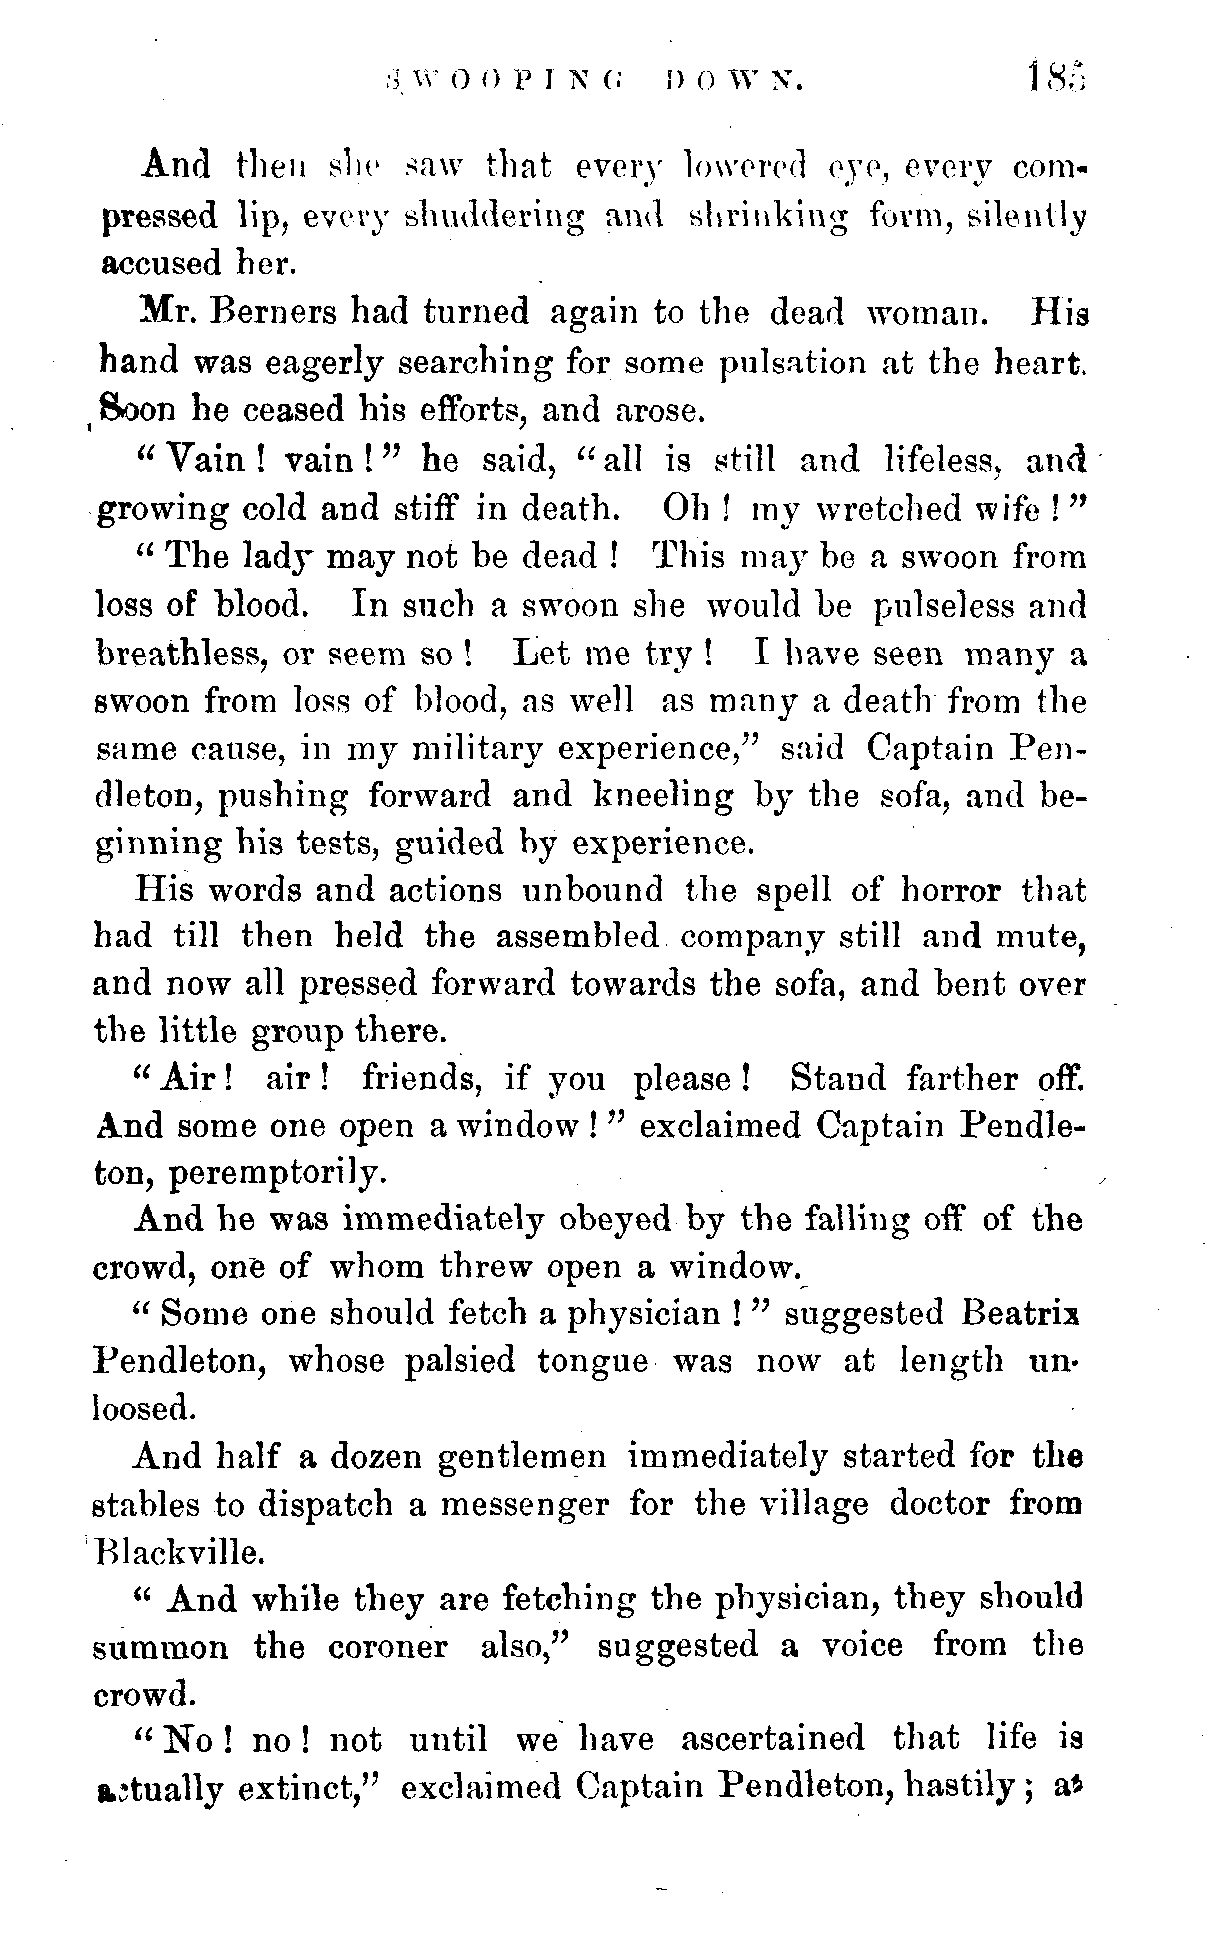 SWOOPING DOWN. 185
And then she saw that every lowered eye, every com-
pressed lip, every shuddering and shrinking form, silently
accused her.
Mr. Berners had turned again to the dead woman. His
hand was eagerly searching for some pulsation at the heart.
Soon he ceased his efforts, and arose.
“Vain! vain!” he said, “all is still and lifeless, and
growing cold and stiff in death. Oh! my wretched wife!”
“The lady may not be dead! This may be a swoon from
loss of blood. In such a swoon she would be pulseless and
breathless, or seem so! Let me try! I have seen many a
swoon from loss of blood, as well as many a death from the
same cause, in my military experience,” said Captain Pen-
dleton, pushing forward and kneeling by the sofa, and be-
ginning his tests, guided by experience.
His words and actions unbound the spell of horror that
had till then held the assembled company still and mute,
and now all pressed forward towards the sofa, and bent over
the little group there.
“Air! air! friends, if you please! Stand farther off.
And some one open a window!” exclaimed Captain Pendle-
ton, peremptorily.
And he was immediately obeyed by the falling off of the
crowd, one of whom threw open a window.
“Some one should fetch a physician!” suggested Beatrix
Pendleton, whose palsied tongue was now at length un-
loosed.
And half a dozen gentlemen immediately started for the
stables to dispatch a messenger for the village doctor from
Blackville.
“And while they are fetching the physician, they should
summon the coroner also,” suggested a voice from the
crowd.
“No! no! not until we have ascertained that life is
actually extinct,” exclaimed Captain Pendleton, hastily; at